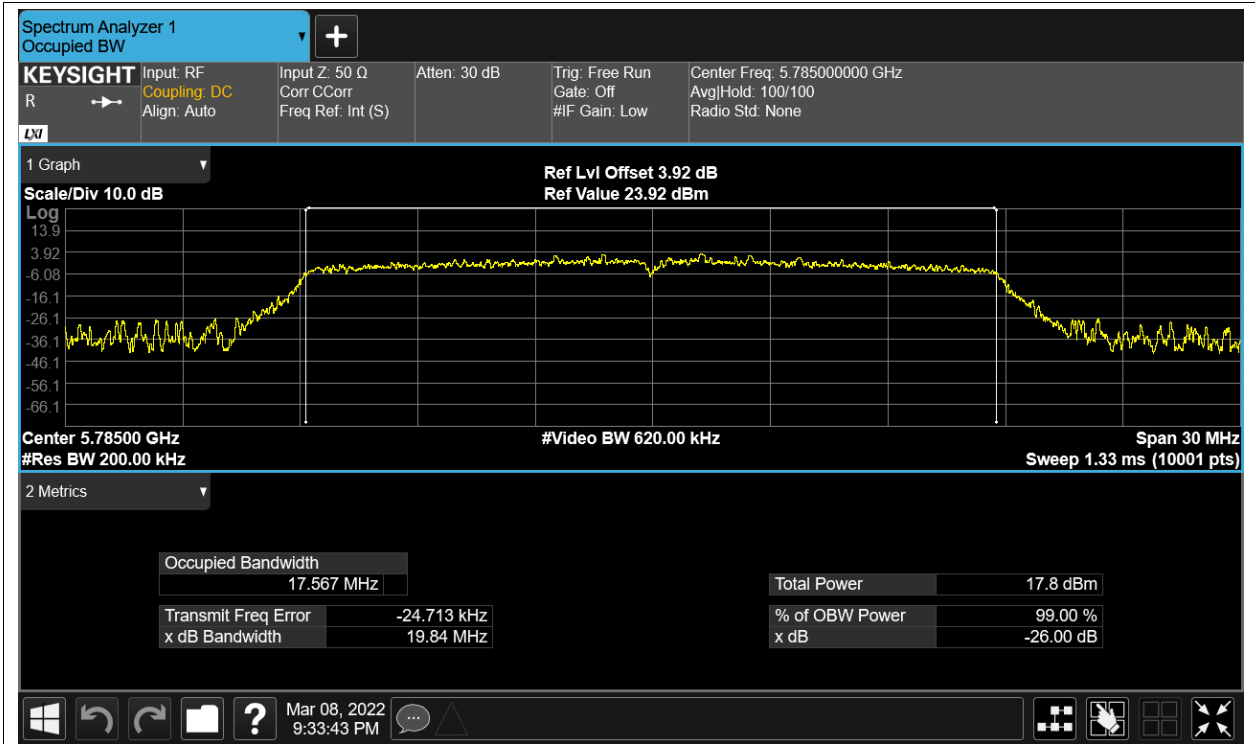 Spectrum Analyzer 1
Occupied BW
▼
+
KEYSIGHT
R
LXI
Input: RF
Coupling: DC
Align: Auto
Input Z: 50 Ω
Corr CCorr
Freq Ref: Int (S)
Atten: 30 dB
Trig: Free Run
Gate: Off
#IF Gain: Low
Center Freq: 5.785000000 GHz
Avg|Hold: 100/100
Radio Std: None
1 Graph
Ref Lvl Offset 3.92 dB
Scale/Div 10.0 dB
Ref Value 23.92 dBm
Log
13.9
3.92
-6.08
-16.1
-26.1
-36.1
-46.1
-56.1
-66.1
Center 5.78500 GHz
#Video BW 620.00 kHz
Span 30 MHz
#Res BW 200.00 kHz
Sweep 1.33 ms (10001 pts)
2 Metrics
Occupied Bandwidth
17.567 MHz
Total Power 17.8 dBm
Transmit Freq Error -24.713 kHz
% of OBW Power 99.00 %
x dB Bandwidth 19.84 MHz
x dB -26.00 dB
?
Mar 08, 2022
9:33:43 PM